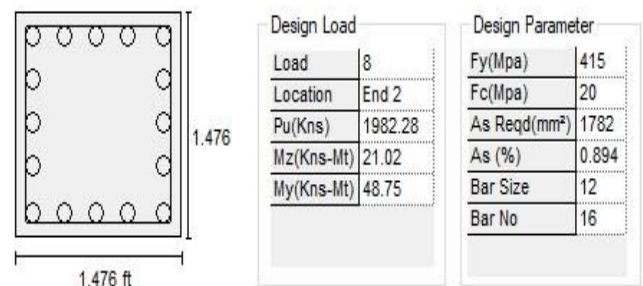 1.476
1.476 ft
Design Load
Load 8
Location End 2
Pu(Kns) 1982.28
Mz(Kns-Mt) 21.02
My(Kns-Mt) 48.75
Design Parameter
Fy(Mpa) 415
Fc(Mpa) 20
As Reqd(mm²) 1782
As (%) 0.894
Bar Size 12
Bar No 16